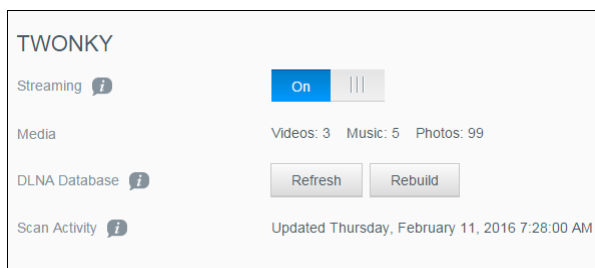 TWONKY
Streaming On
Media Videos: 3 Music: 5 Photos: 99
DLNA Database Refresh Rebuild
Scan Activity Updated Thursday, February 11, 2016 7:28:00 AM